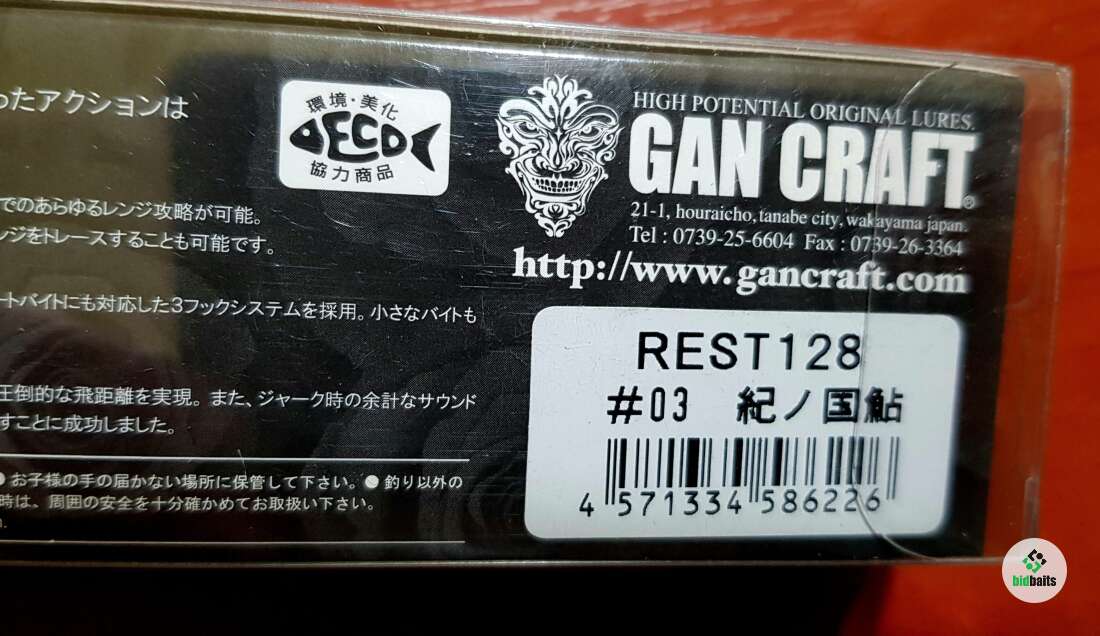 ったアクションは
環境・美化
ECO
協力商品
HIGH POTENTIAL ORIGINAL LURES.
GAN CRAFT®
21-1, houraicho, tanabe city, wakayama japan.
Tel : 0739-25-6604 Fax : 0739-26-3364
http://www.gancraft.com
でのあらゆるレンジ攻略が可能。
ンジをトレースすることも可能です。
ートバイトにも対応した3フックシステムを採用。小さなバイトも
圧倒的な飛距離を実現。また、ジャーク時の余計なサウンド
すことに成功しました。
●お子様の手の届かない場所に保管して下さい。●釣り以外の
時は、周囲の安全を十分確かめてお取扱い下さい。
REST128
#03 紀ノ国鮎
4 571334 586226
bidbaits